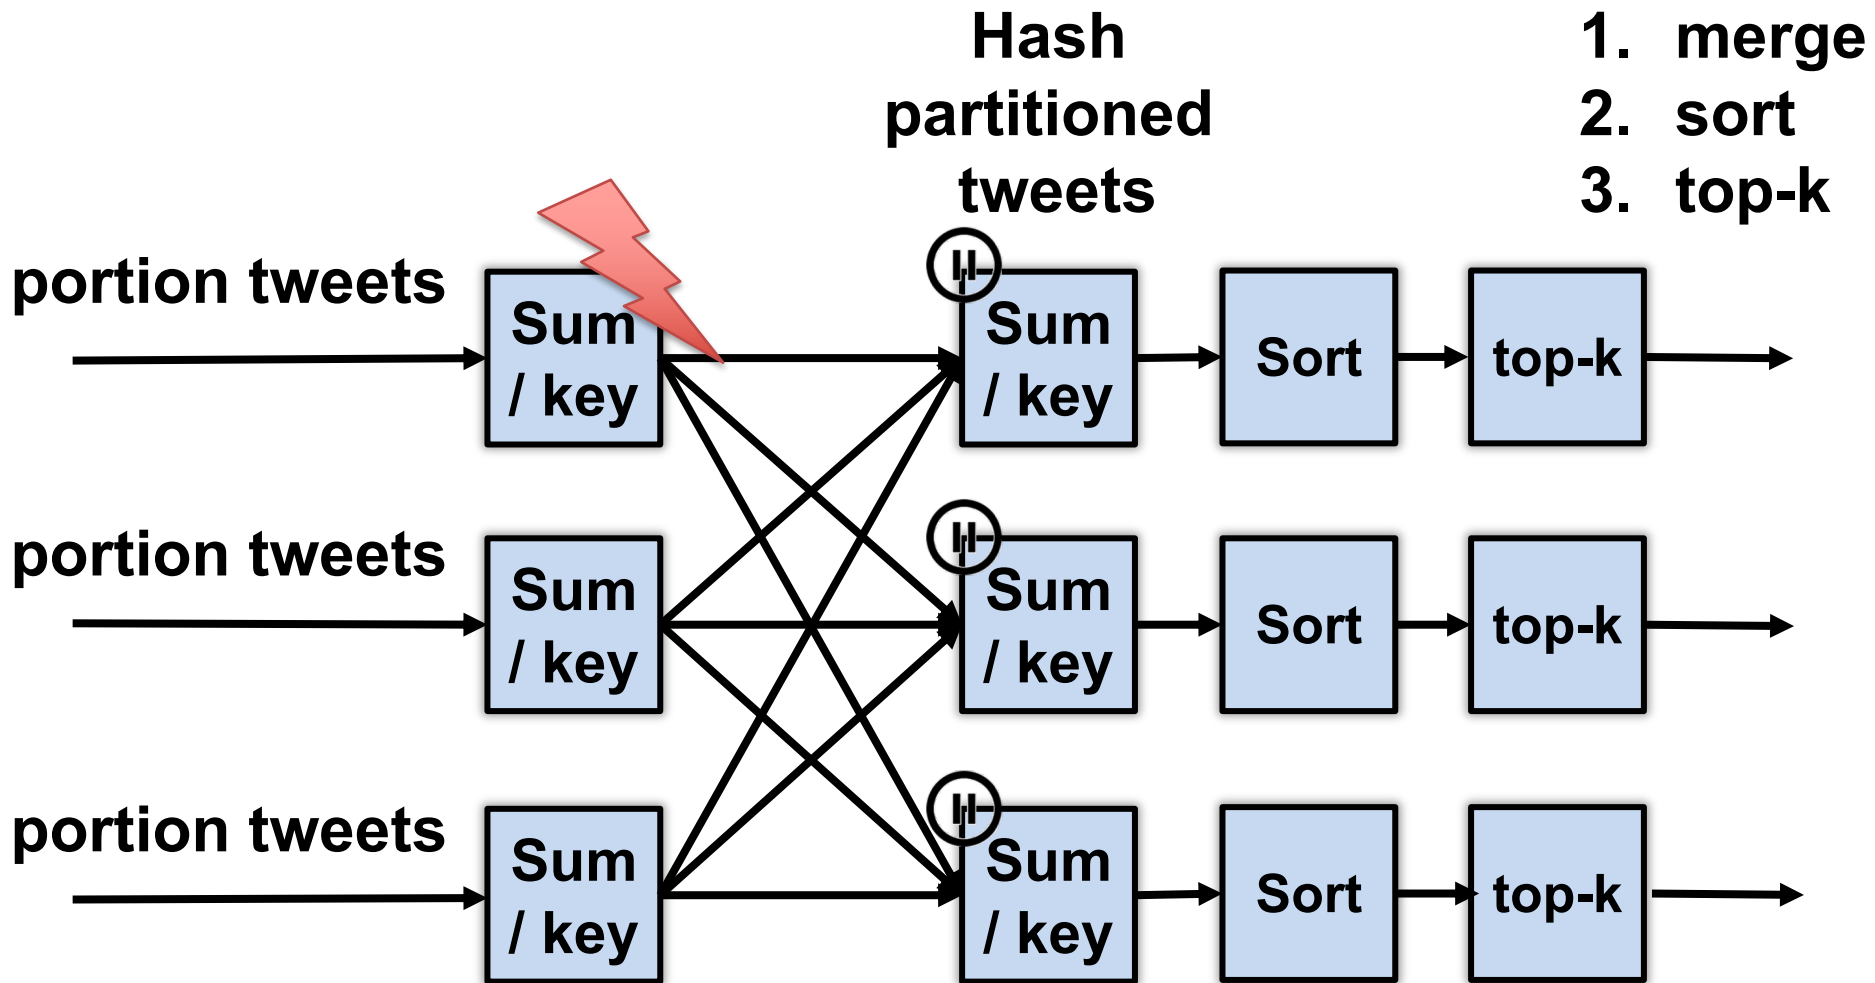 Hash
partitioned
tweets
1. merge
2. sort
3. top-k
portion tweets
Sum
/ key
Sum
/ key
Sort
top-k
portion tweets
Sum
/ key
Sum
/ key
Sort
top-k
portion tweets
Sum
/ key
Sum
/ key
Sort
top-k